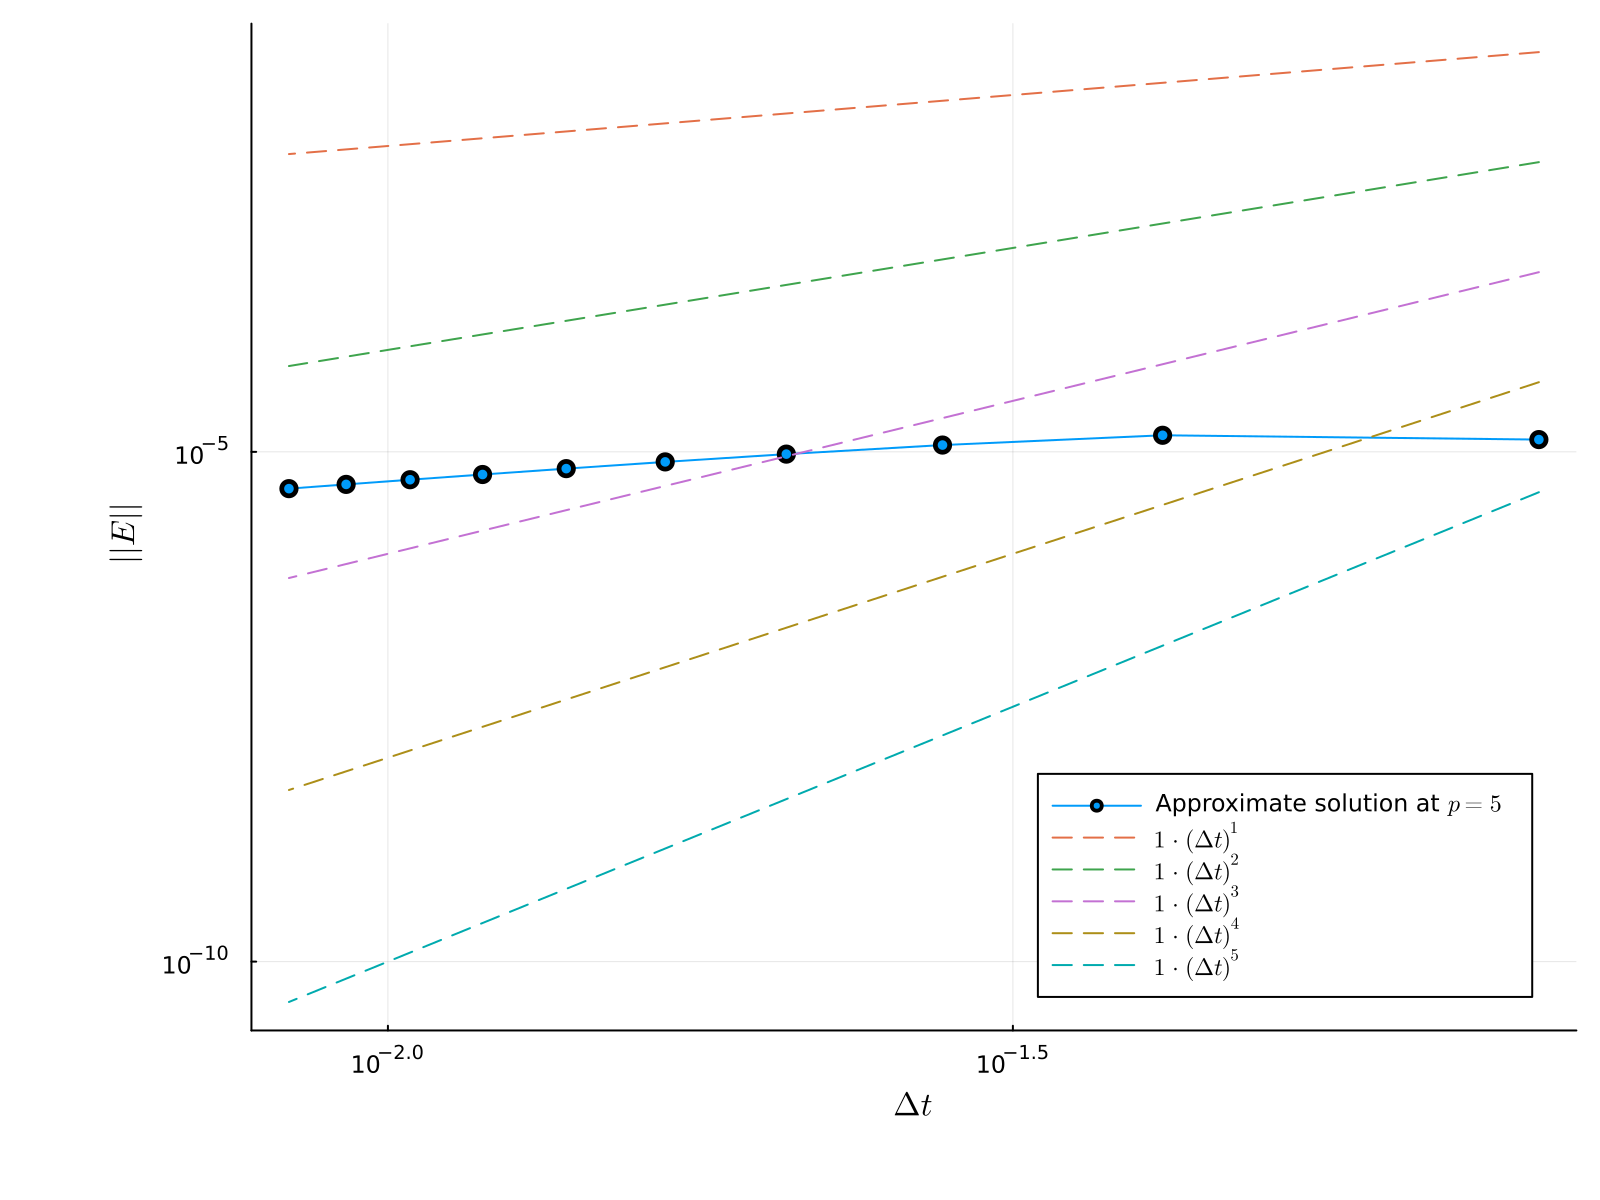 ||E||
10⁻⁵
10⁻¹⁰
10⁻²·⁰
10⁻¹·⁵
Δt
Approximate solution at p = 5
1 · (Δt)¹
1 · (Δt)²
1 · (Δt)³
1 · (Δt)⁴
1 · (Δt)⁵